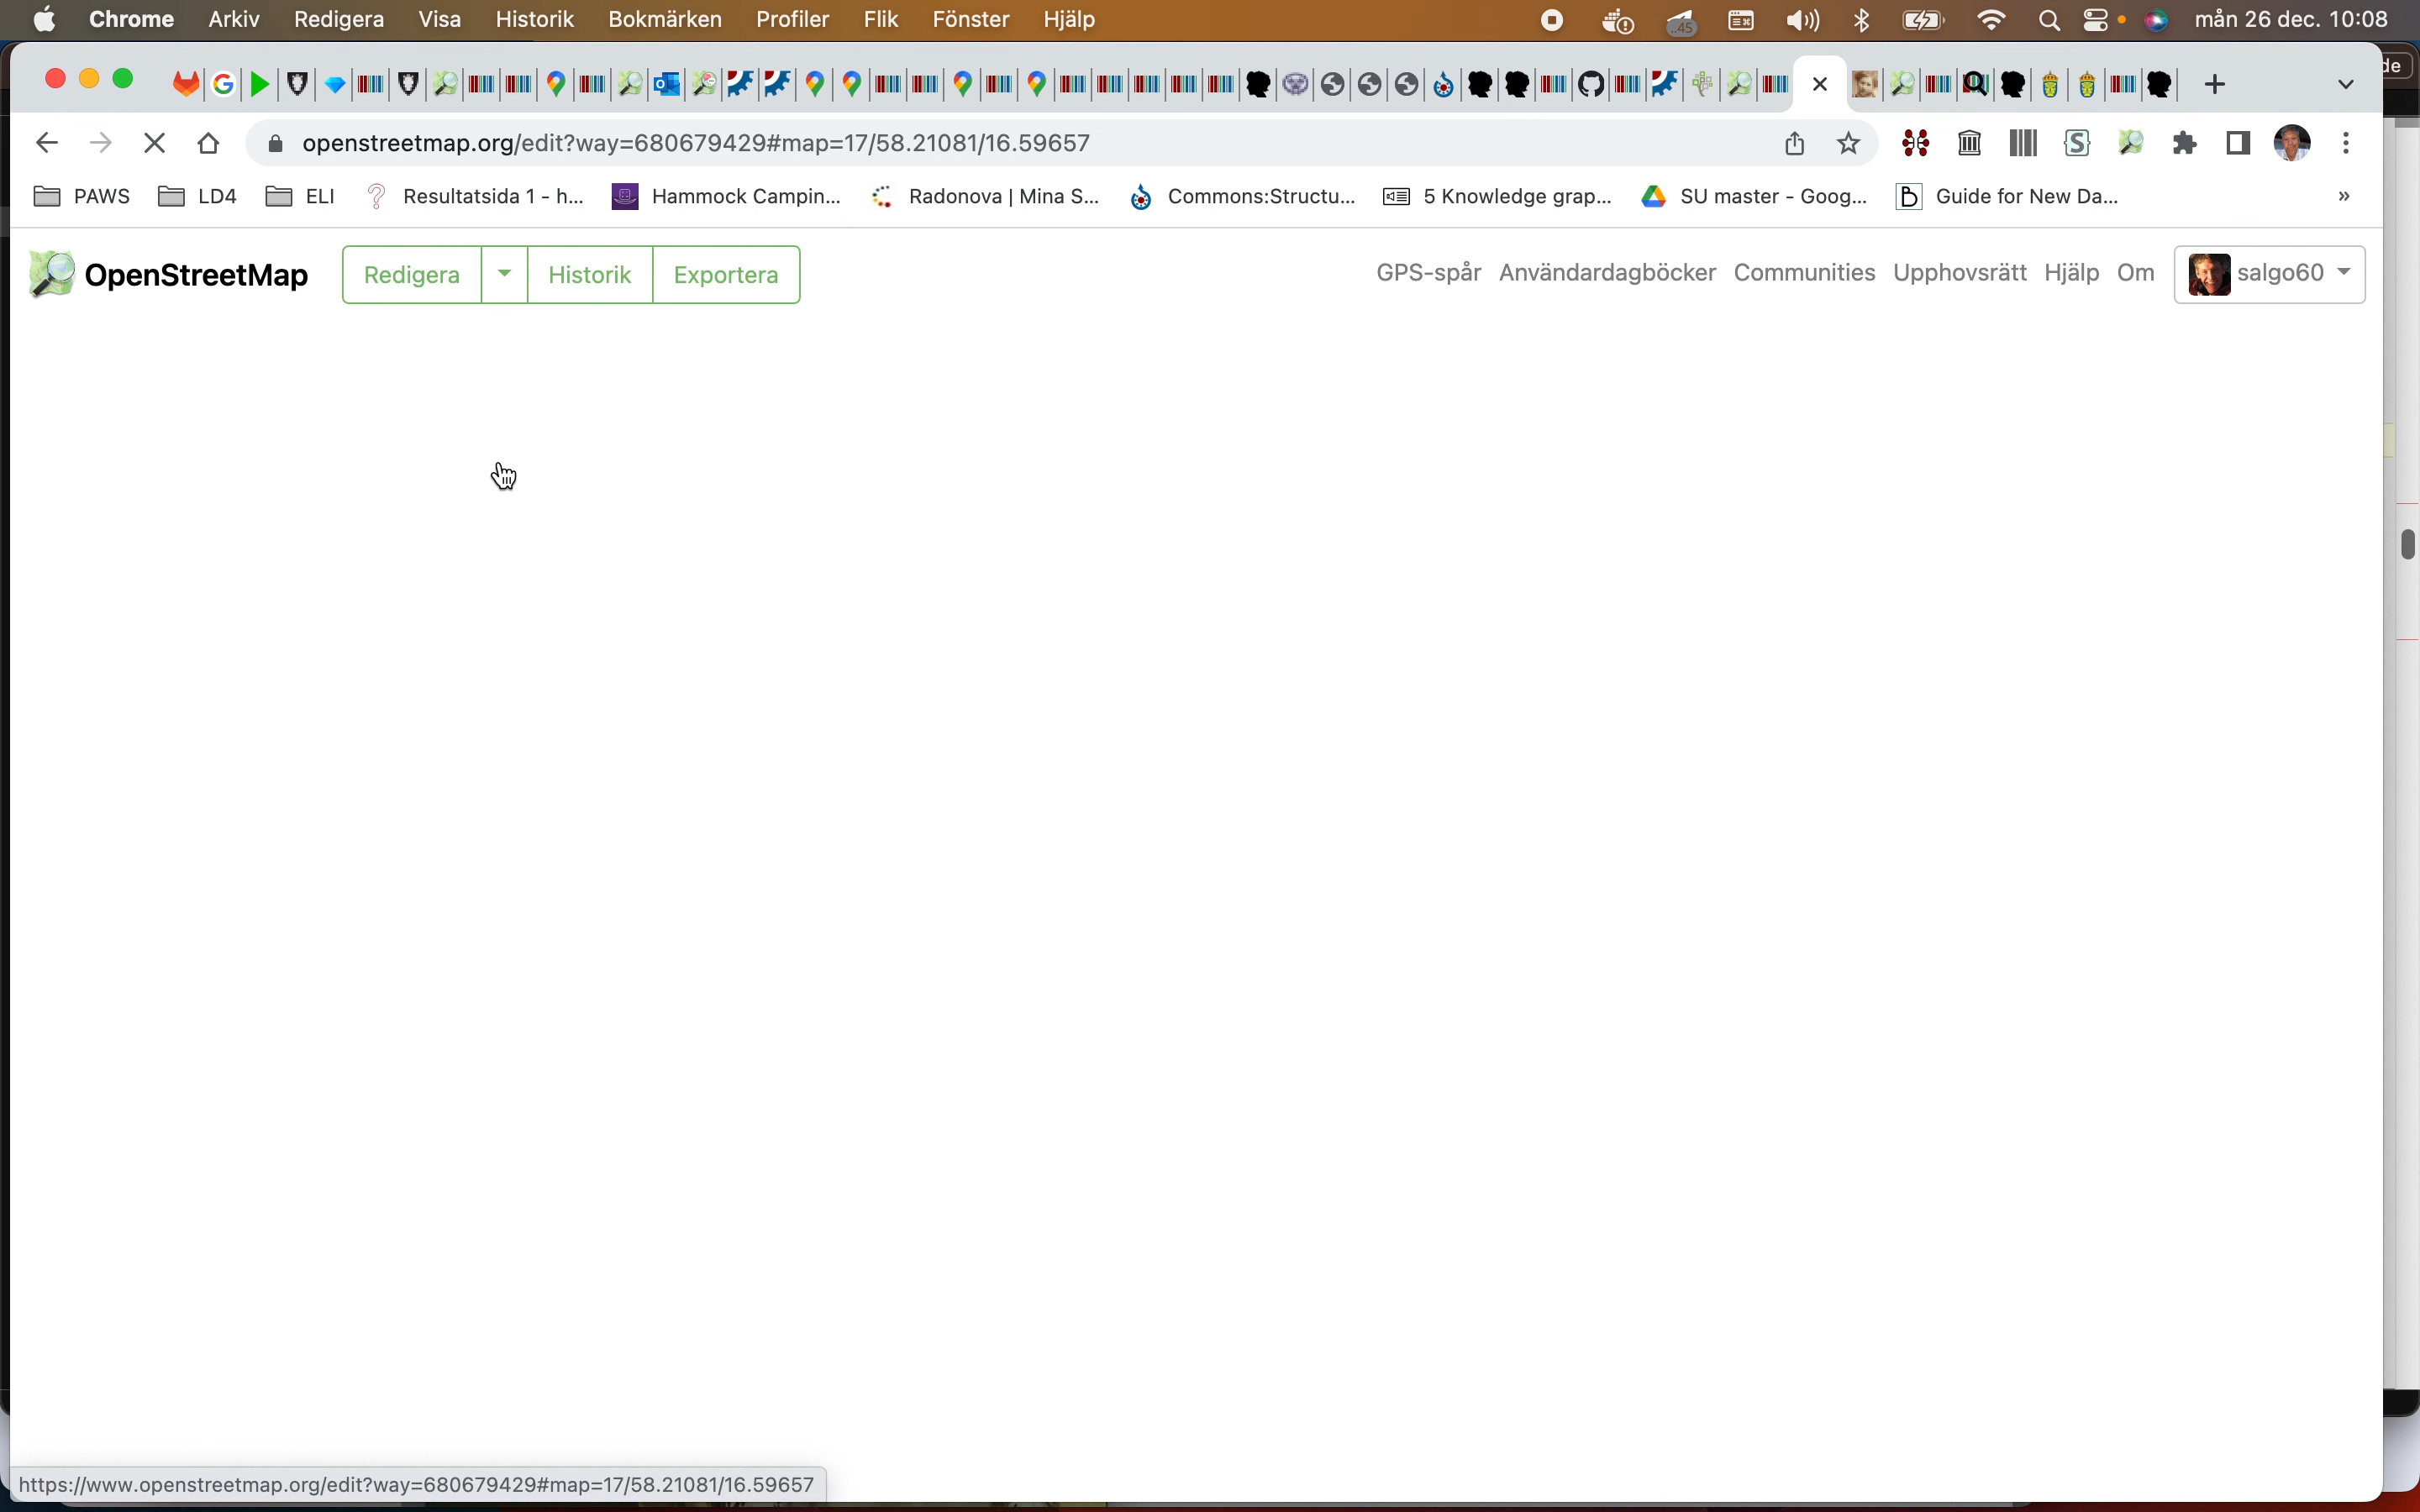 Chrome Arkiv Redigera Visa Historik Bokmärken Profiler Flik Fönster Hjälp ..45 mån 26 dec. 10:08
de
openstreetmap.org/edit?way=680679429#map=17/58.21081/16.59657
PAWS LD4 ELI Resultatsida 1 - h... Hammock Campin... Radonova | Mina S... Commons:Structu... 5 Knowledge grap... SU master - Goog... Guide for New Da... »
OpenStreetMap Redigera Historik Exportera GPS-spår Användardagböcker Communities Upphovsrätt Hjälp Om salgo60
https://www.openstreetmap.org/edit?way=680679429#map=17/58.21081/16.59657